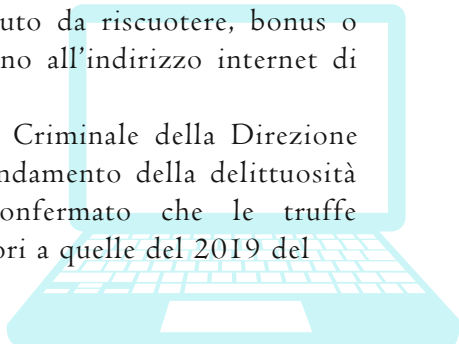 uto da riscuotere, bonus o
no all’indirizzo internet di
Criminale della Direzione
ndamento della delittuosità
onfermato che le truffe
ori a quelle del 2019 del